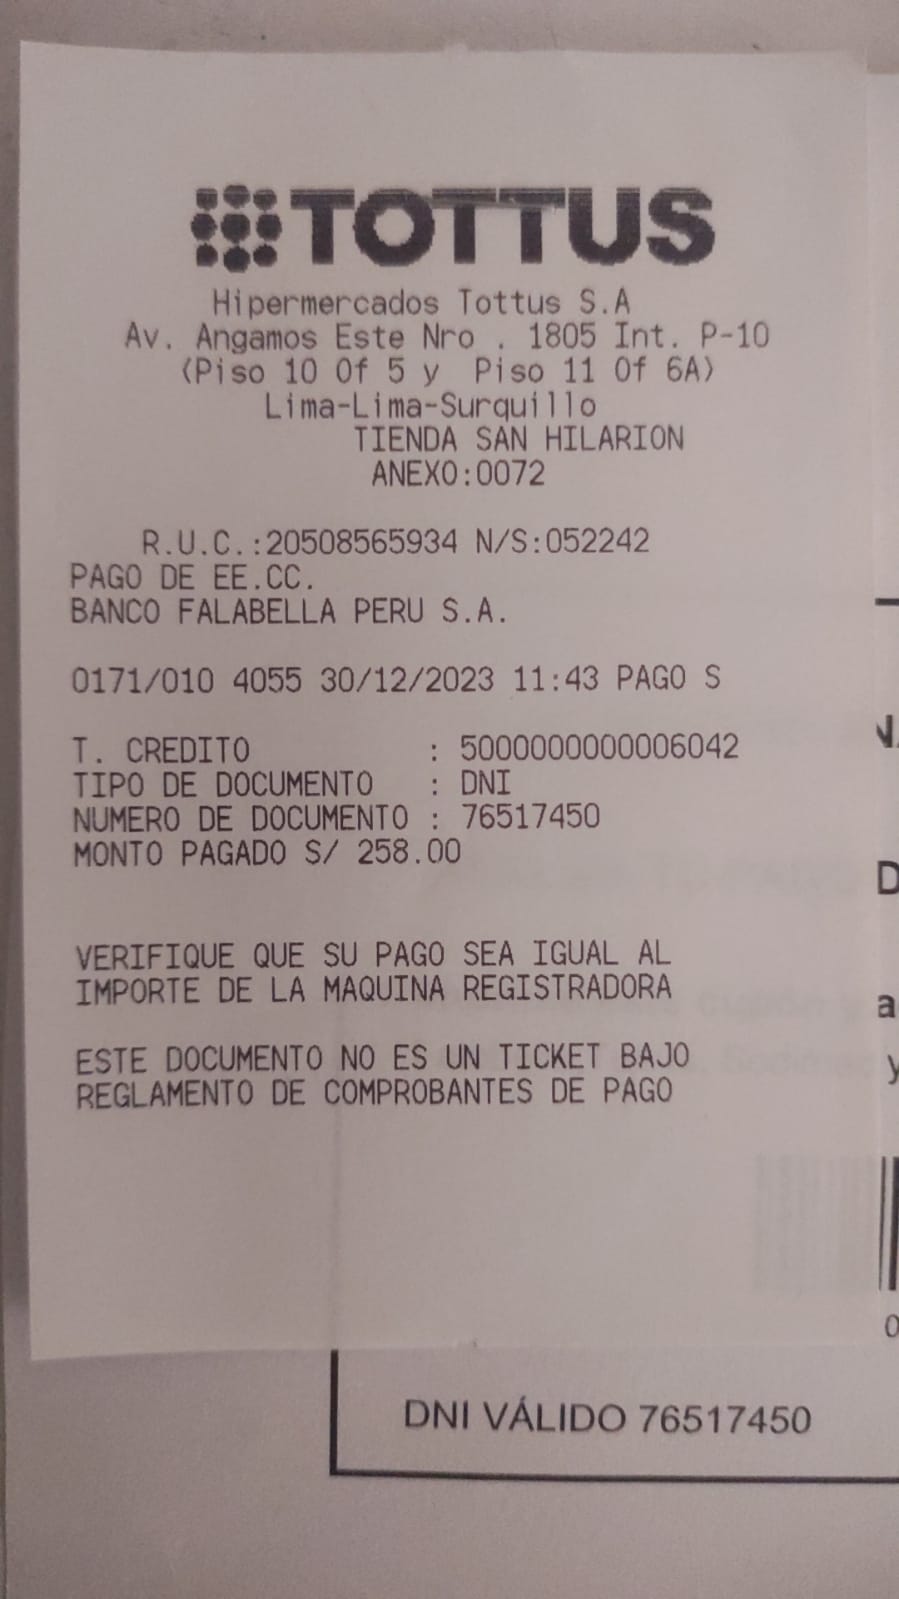 TOTTUS
Hipermercados Tottus S.A
Av. Angamos Este Nro . 1805 Int. P-10
(Piso 10 Of 5 y Piso 11 Of 6A)
Lima-Lima-Surquillo
TIENDA SAN HILARION
ANEXO:0072
R.U.C.:20508565934 N/S:052242
PAGO DE EE.CC.
BANCO FALABELLA PERU S.A.
0171/010 4055 30/12/2023 11:43 PAGO S
T. CREDITO : 5000000000006042
TIPO DE DOCUMENTO : DNI
NUMERO DE DOCUMENTO : 76517450
MONTO PAGADO S/ 258.00
VERIFIQUE QUE SU PAGO SEA IGUAL AL
IMPORTE DE LA MAQUINA REGISTRADORA
ESTE DOCUMENTO NO ES UN TICKET BAJO
REGLAMENTO DE COMPROBANTES DE PAGO
DNI VÁLIDO 76517450